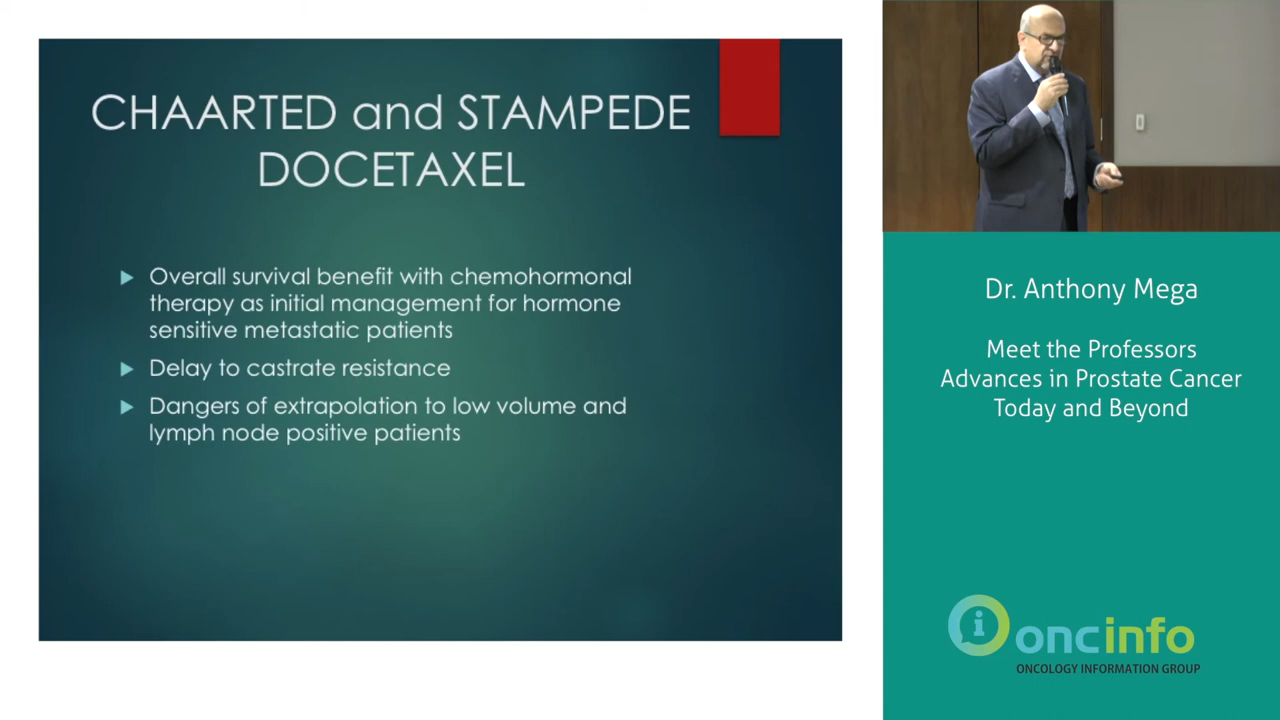 CHAARTED and STAMPEDE
DOCETAXEL
Overall survival benefit with chemohormonal
therapy as initial management for hormone
sensitive metastatic patients
Delay to castrate resistance
Dangers of extrapolation to low volume and
lymph node positive patients
Dr. Anthony Mega
Meet the Professors
Advances in Prostate Cancer
Today and Beyond
i oncinfo
ONCOLOGY INFORMATION GROUP